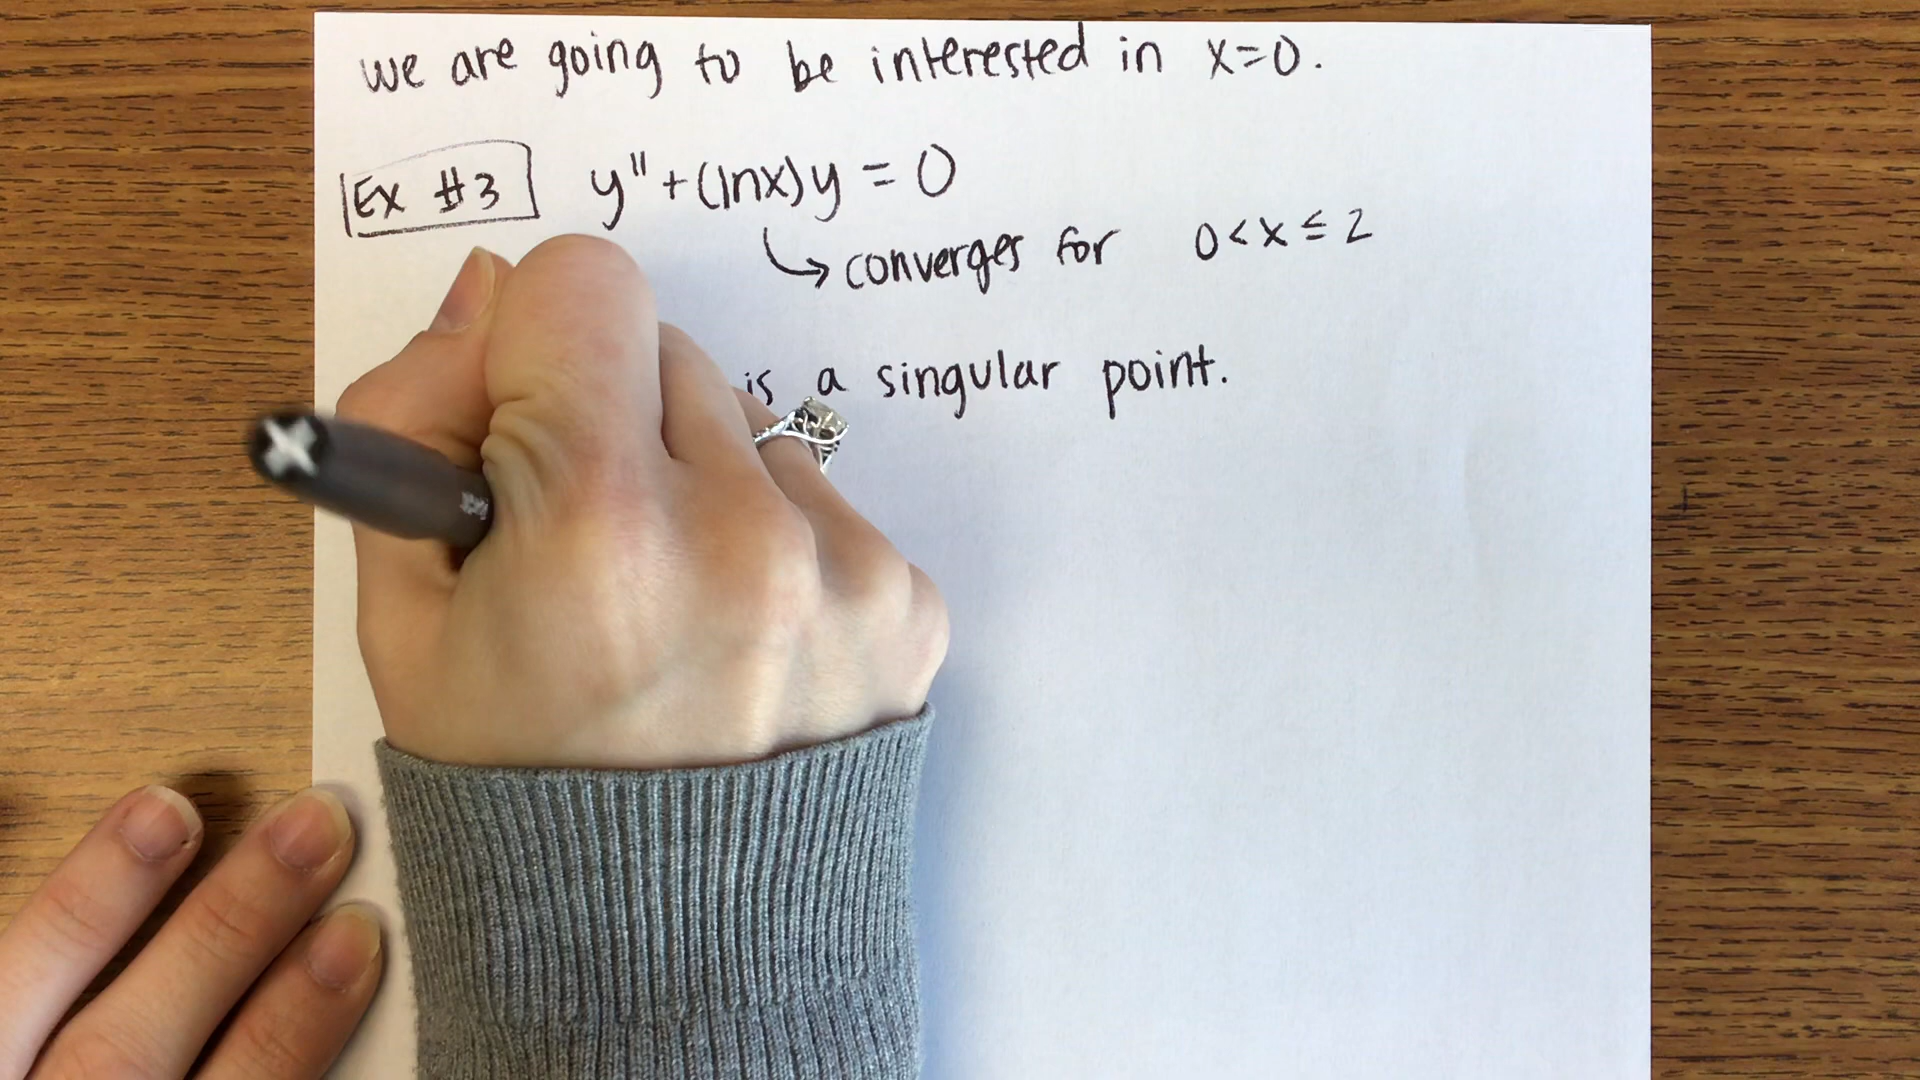 we are going to be interested in x=0.
Ex #3 y" + (lnx)y = 0
↳ converges for 0<x≤2
is a singular point.